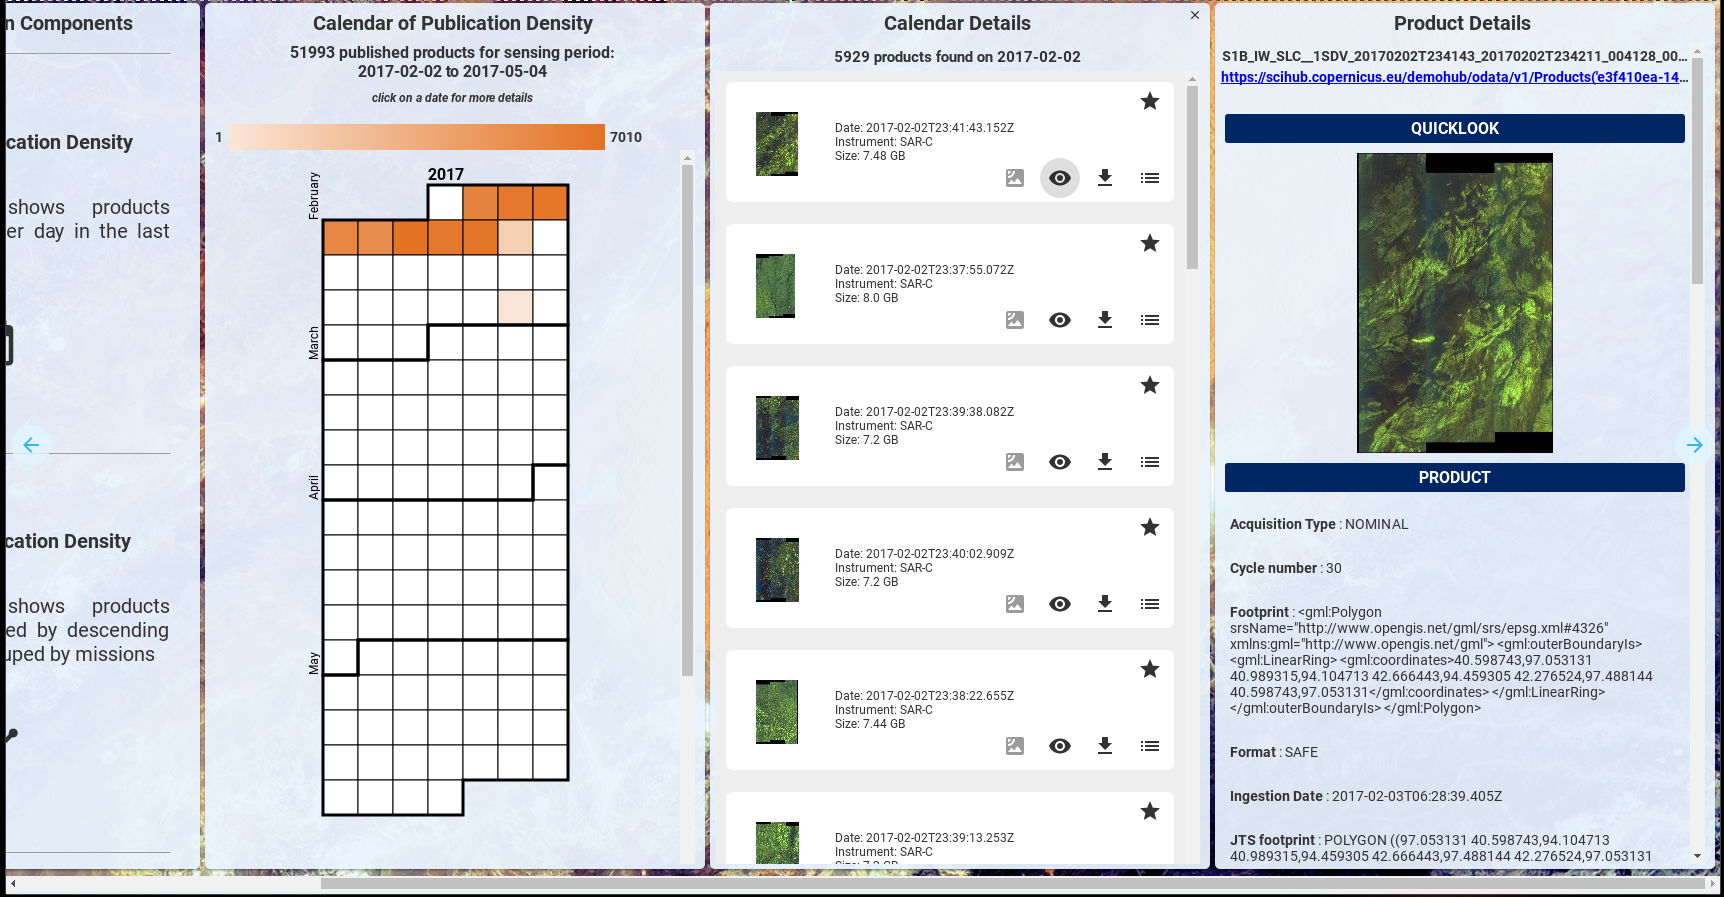 n Components
cation Density
shows products
er day in the last
cation Density
shows products
ed by descending
uped by missions
Calendar of Publication Density
51993 published products for sensing period:
2017-02-02 to 2017-05-04
click on a date for more details
1
7010
2017
February
March
April
May
Calendar Details
×
5929 products found on 2017-02-02
Date: 2017-02-02T23:41:43.152Z
Instrument: SAR-C
Size: 7.48 GB
Date: 2017-02-02T23:37:55.072Z
Instrument: SAR-C
Size: 8.0 GB
Date: 2017-02-02T23:39:38.082Z
Instrument: SAR-C
Size: 7.2 GB
Date: 2017-02-02T23:40:02.909Z
Instrument: SAR-C
Size: 7.2 GB
Date: 2017-02-02T23:38:22.655Z
Instrument: SAR-C
Size: 7.44 GB
Date: 2017-02-02T23:39:13.253Z
Instrument: SAR-C
Product Details
S1B_IW_SLC__1SDV_20170202T234143_20170202T234211_004128_00...
https://scihub.copernicus.eu/demohub/odata/v1/Products('e3f410ea-14...
QUICKLOOK
PRODUCT
Acquisition Type : NOMINAL
Cycle number : 30
Footprint : <gml:Polygon
srsName="http://www.opengis.net/gml/srs/epsg.xml#4326"
xmlns:gml="http://www.opengis.net/gml"> <gml:outerBoundaryIs>
<gml:LinearRing> <gml:coordinates>40.598743,97.053131
40.989315,94.104713 42.666443,94.459305 42.276524,97.488144
40.598743,97.053131</gml:coordinates> </gml:LinearRing>
</gml:outerBoundaryIs> </gml:Polygon>
Format : SAFE
Ingestion Date : 2017-02-03T06:28:39.405Z
JTS footprint : POLYGON ((97.053131 40.598743,94.104713
40.989315,94.459305 42.666443,97.488144 42.276524,97.053131